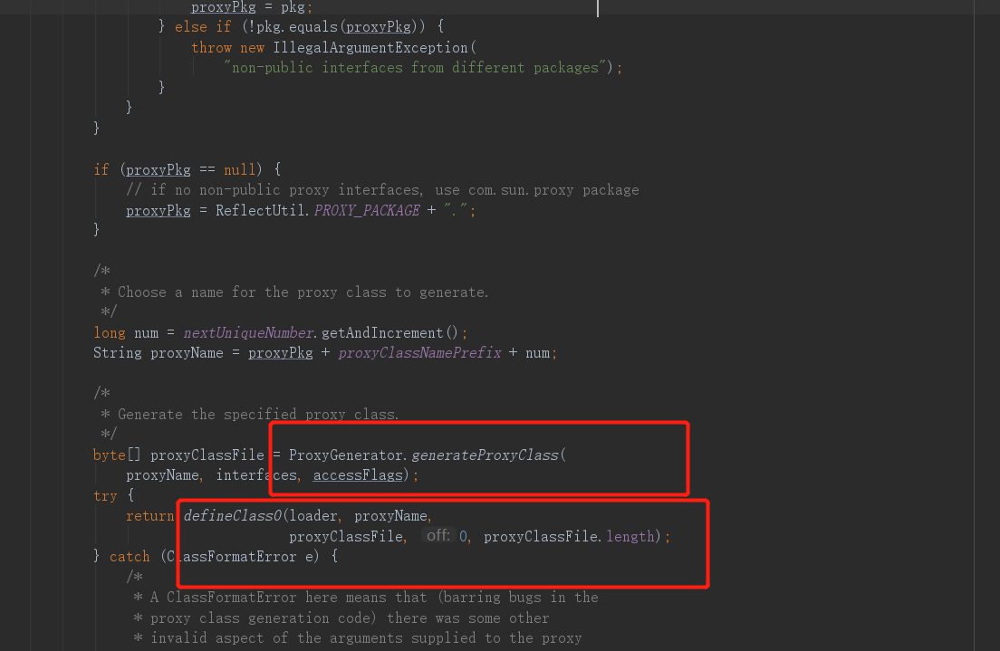 proxyPkg = pkg;
} else if (!pkg.equals(proxyPkg)) {
throw new IllegalArgumentException(
"non-public interfaces from different packages");
}
}
}
if (proxyPkg == null) {
// if no non-public proxy interfaces, use com.sun.proxy package
proxyPkg = ReflectUtil.PROXY_PACKAGE + ".";
}
/*
* Choose a name for the proxy class to generate.
*/
long num = nextUniqueNumber.getAndIncrement();
String proxyName = proxyPkg + proxyClassNamePrefix + num;
/*
* Generate the specified proxy class.
*/
byte[] proxyClassFile = ProxyGenerator.generateProxyClass(
proxyName, interfaces, accessFlags);
try {
return defineClass0(loader, proxyName,
proxyClassFile, off: 0, proxyClassFile.length);
} catch (ClassFormatError e) {
/*
* A ClassFormatError here means that (barring bugs in the
* proxy class generation code) there was some other
* invalid aspect of the arguments supplied to the proxy